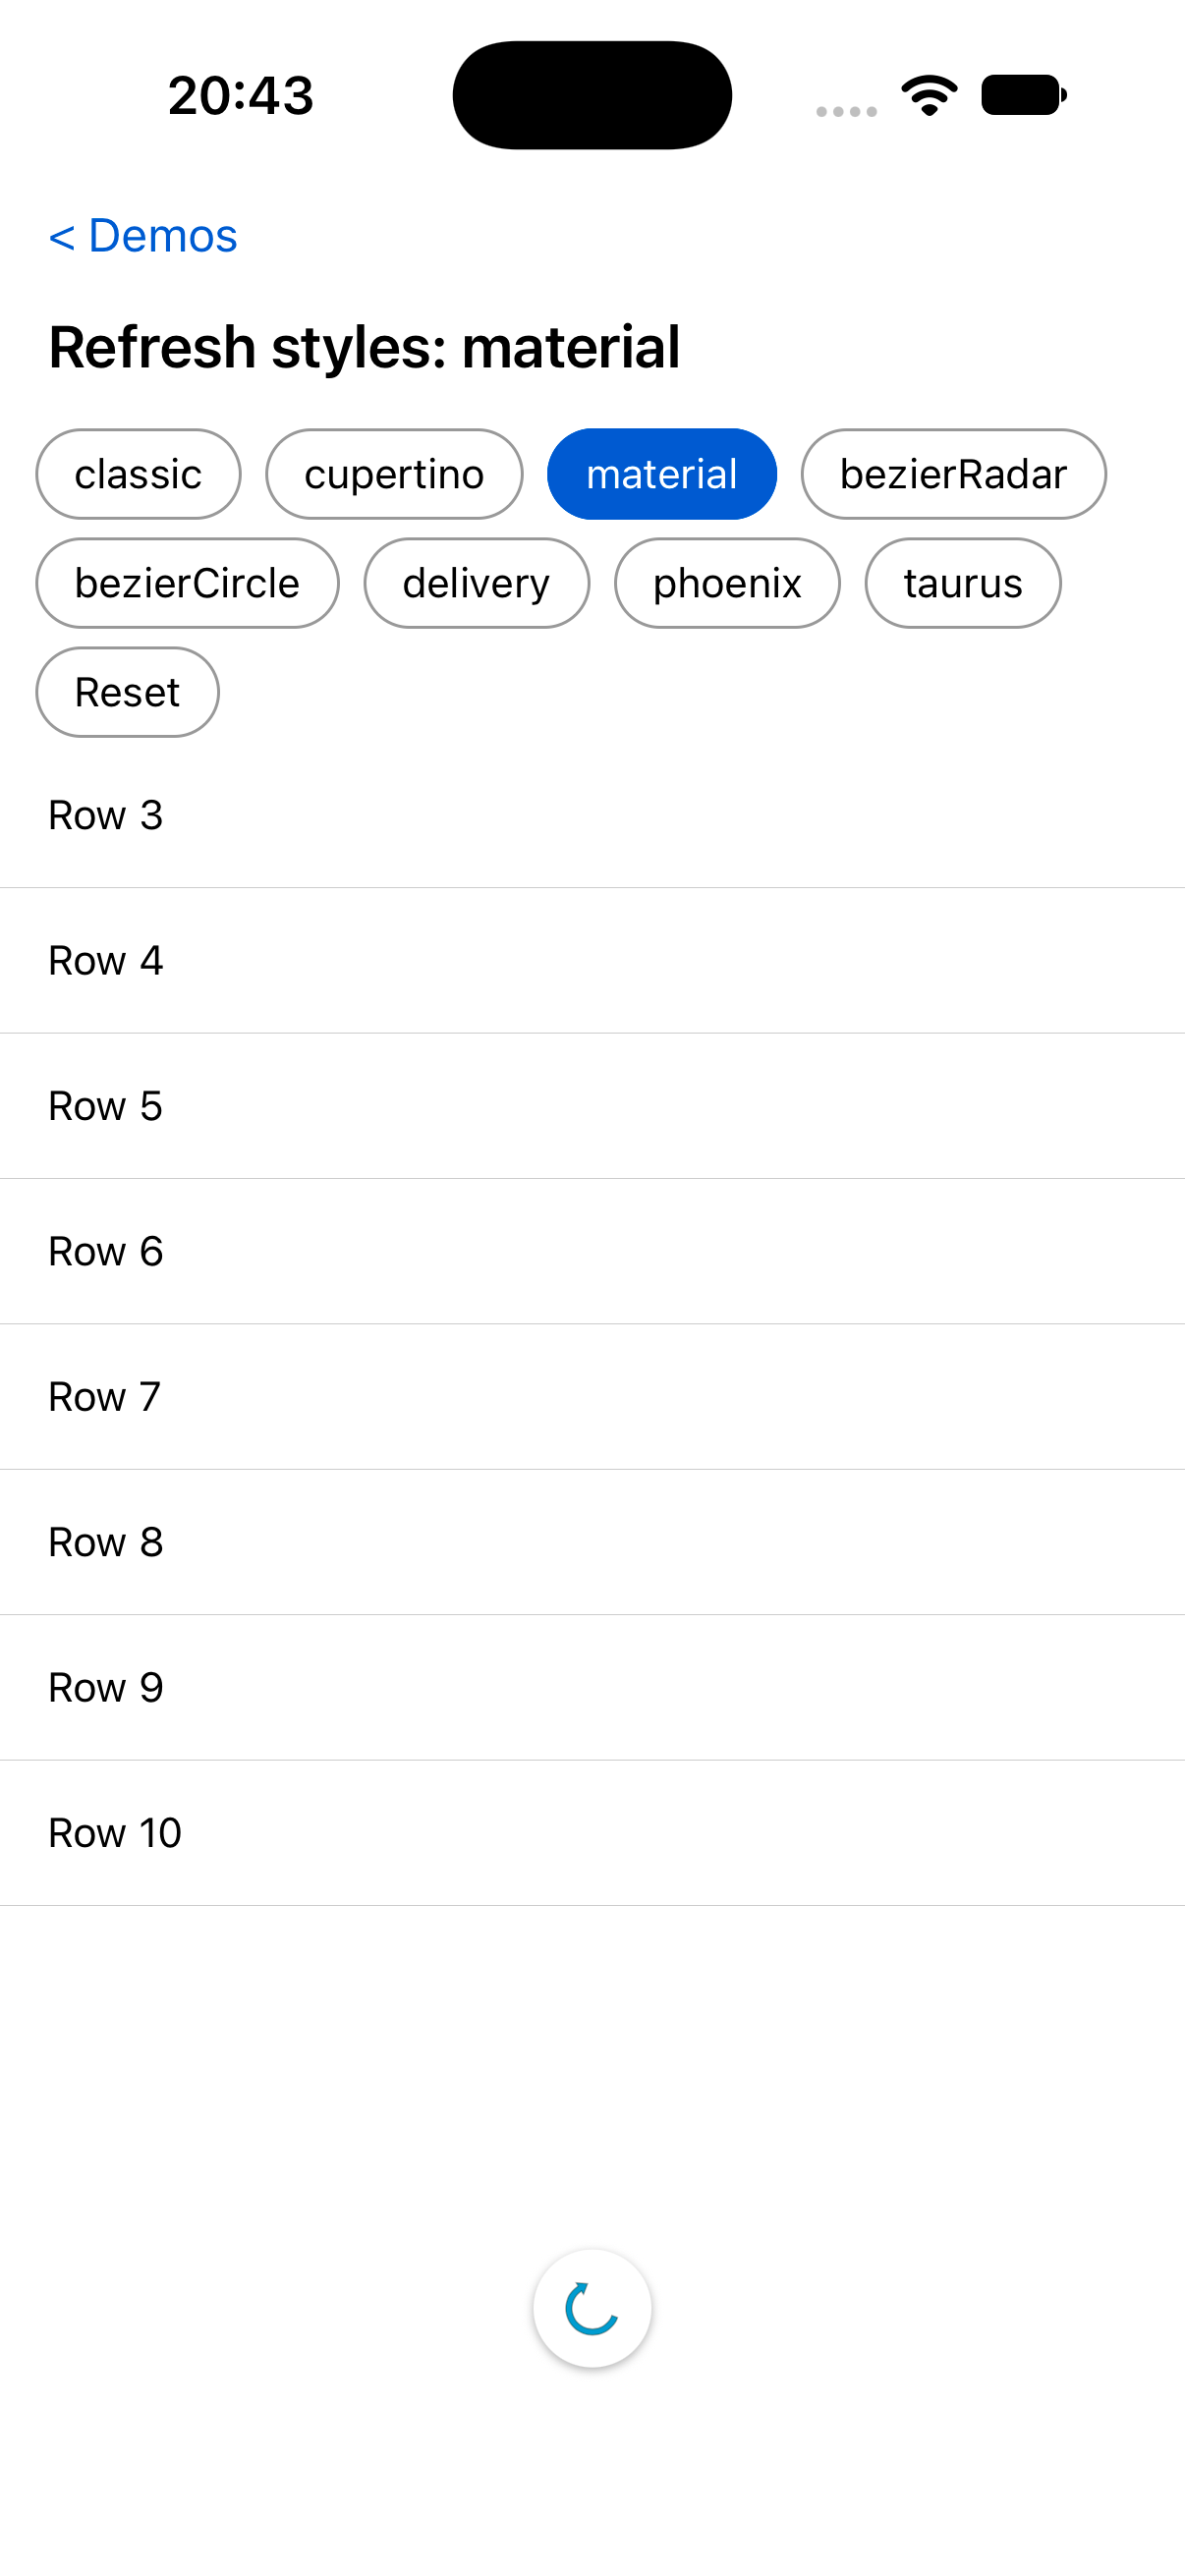 20:43
< Demos
Refresh styles: material
classic cupertino material bezierRadar
bezierCircle delivery phoenix taurus
Reset
Row 3
Row 4
Row 5
Row 6
Row 7
Row 8
Row 9
Row 10